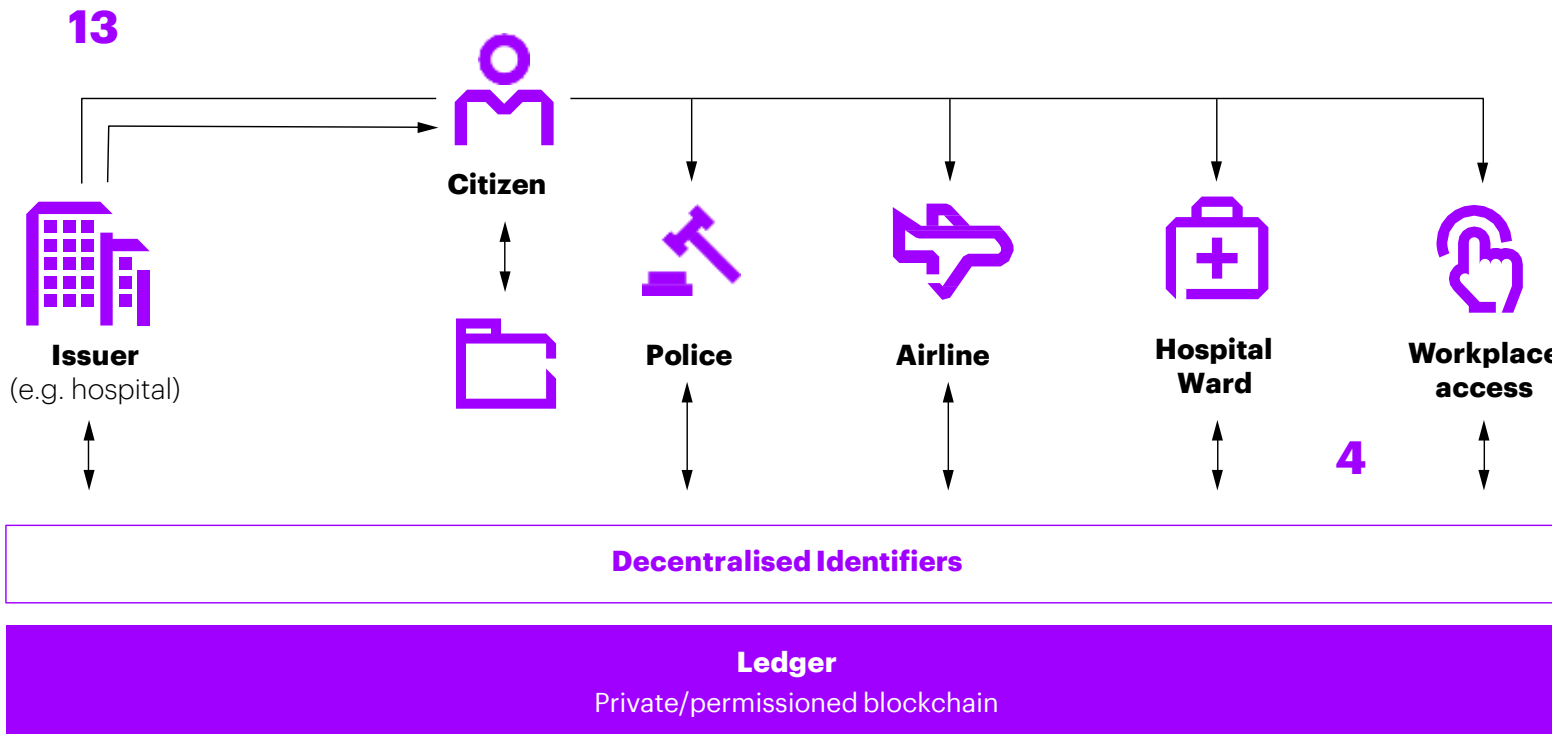 13
Citizen
Issuer
(e.g. hospital)
Police
Airline
Hospital
Ward
Workplace
access
4
Decentralised Identifiers
Ledger
Private/permissioned blockchain